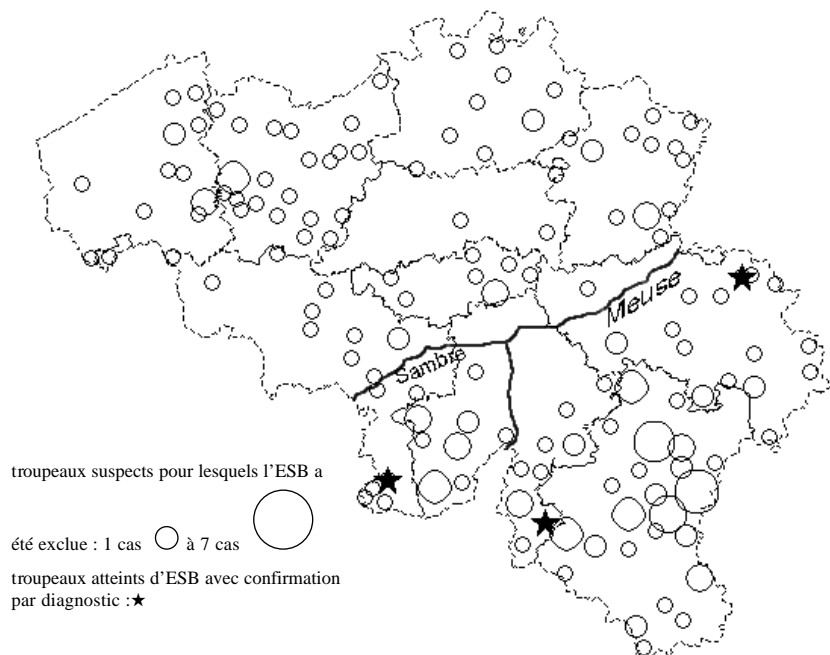 Meuse
Sambre
troupeaux suspects pour lesquels l’ESB a
été exclue : 1 cas à 7 cas
troupeaux atteints d’ESB avec confirmation
par diagnostic :★